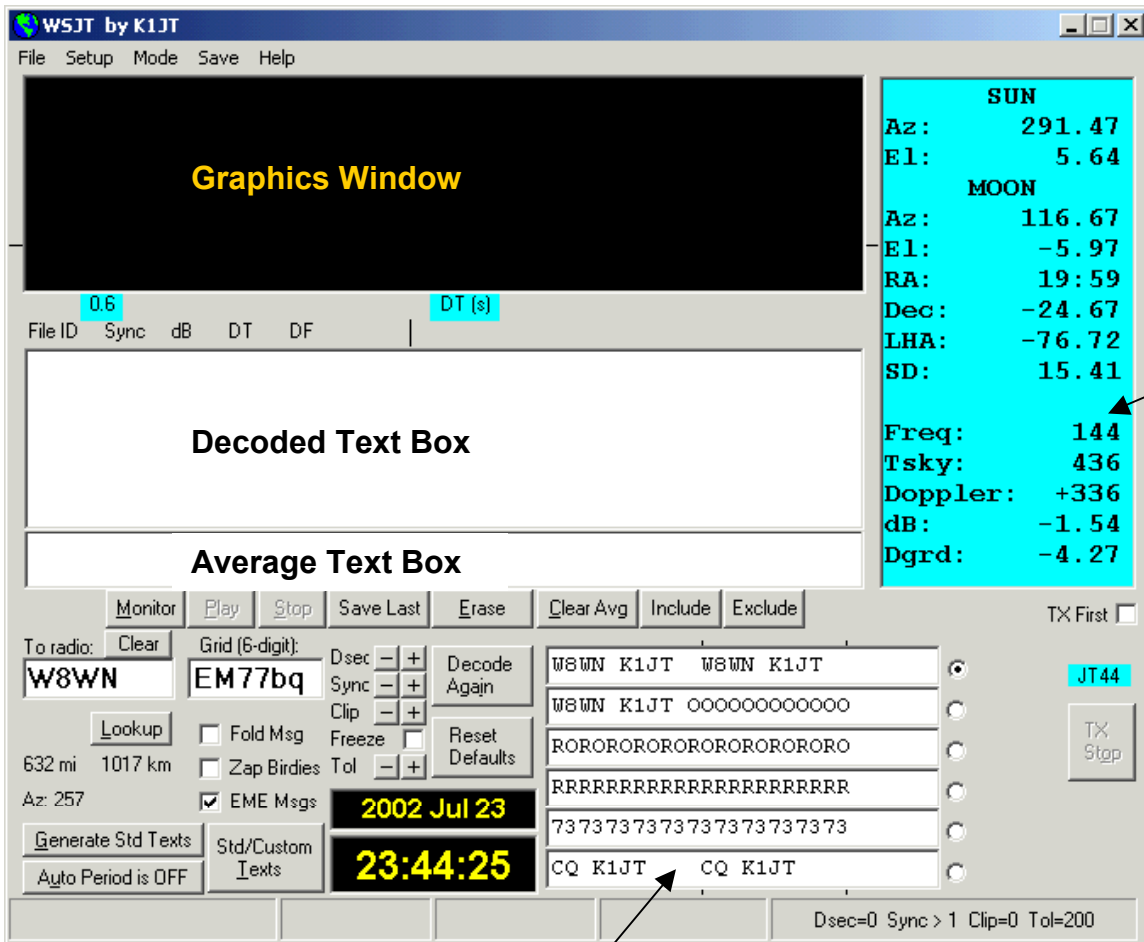 WSJT by K1JT
File Setup Mode Save Help
Graphics Window
SUN
Az: 291.47
El: 5.64
MOON
Az: 116.67
El: -5.97
RA: 19:59
Dec: -24.67
LHA: -76.72
SD: 15.41
Freq: 144
Tsky: 436
Doppler: +336
dB: -1.54
Dgrd: -4.27
0.6 DT (s)
File ID Sync dB DT DF
Decoded Text Box
Average Text Box
Monitor Play Stop Save Last Erase Clear Avg Include Exclude TX First
To radio: Clear Grid (6-digit):
W8WN EM77bq
Lookup
632 mi 1017 km
Az: 257
Fold Msg
Zap Birdies
EME Msgs
Generate Std Texts
Auto Period is OFF
Std/Custom
Texts
Dsec - +
Sync - +
Clip - +
Freeze
Tol - +
Decode
Again
Reset
Defaults
2002 Jul 23
23:44:25
W8WN K1JT W8WN K1JT
W8WN K1JT OOOOOOOOOOOO
RORORORORORORORORORORO
RRRRRRRRRRRRRRRRRRRRRR
7373737373737373737373
CQ K1JT CQ K1JT
JT44
TX
Stop
Dsec=0 Sync > 1 Clip=0 Tol=200